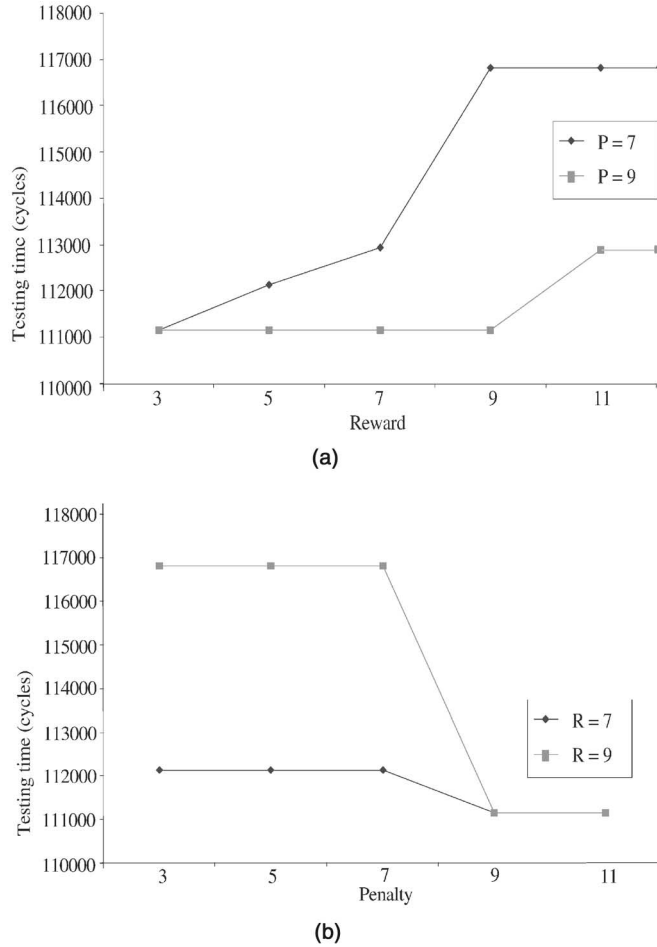 118000
117000
116000
115000
114000
113000
112000
111000
110000
Testing time (cycles)
P = 7
P = 9
3 5 7 9 11
Reward
(a)
118000
117000
116000
115000
114000
113000
112000
111000
110000
Testing time (cycles)
R = 7
R = 9
3 5 7 9 11
Penalty
(b)